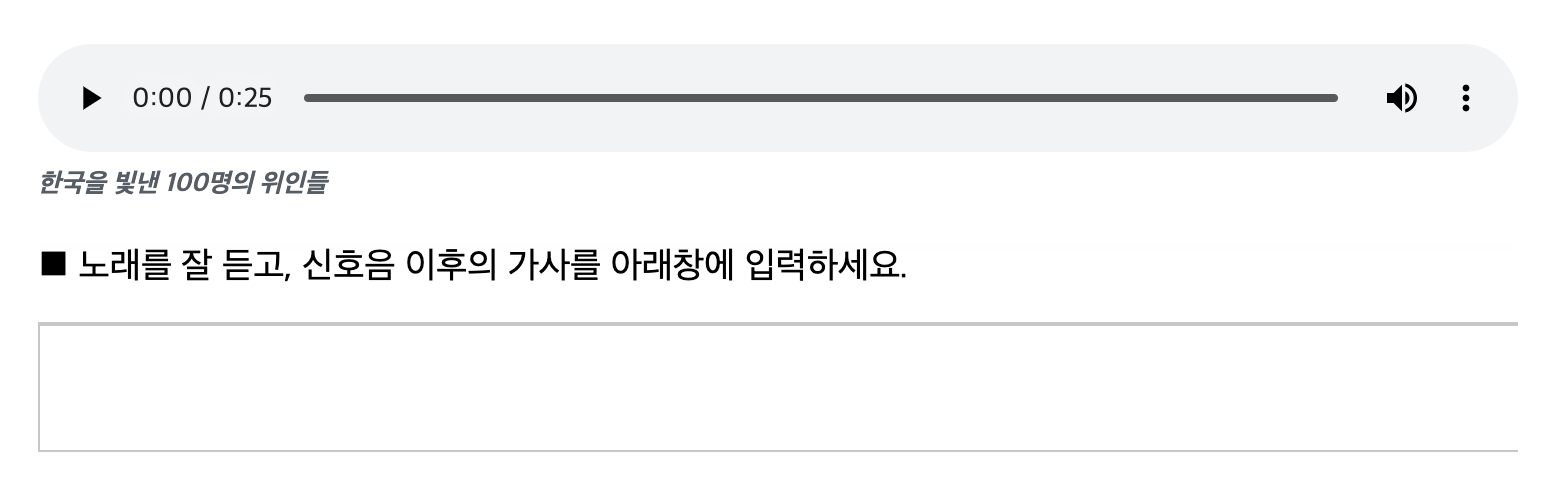 0:00 / 0:25
한국을 빛낸 100명의 위인들
■ 노래를 잘 듣고, 신호음 이후의 가사를 아래창에 입력하세요.